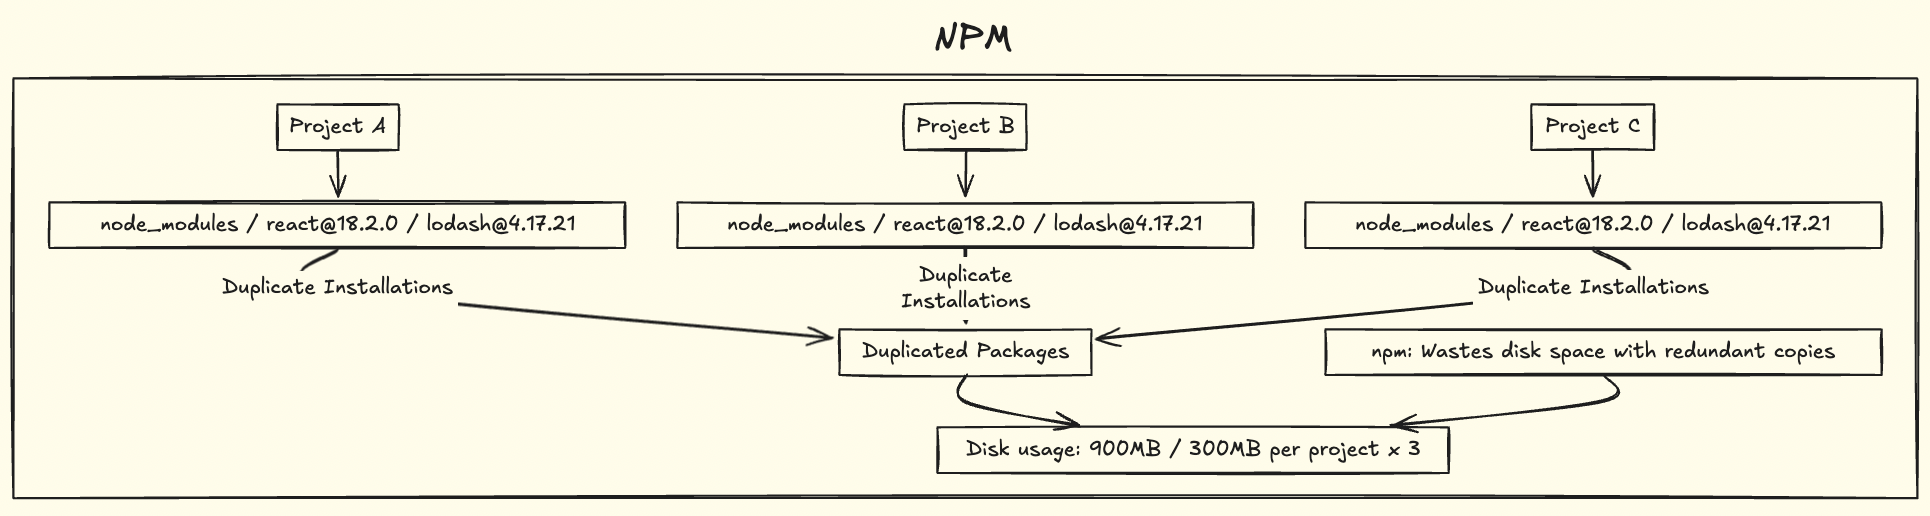 NPM
Project A
Project B
Project C
node_modules / react@18.2.0 / lodash@4.17.21
node_modules / react@18.2.0 / lodash@4.17.21
node_modules / react@18.2.0 / lodash@4.17.21
Duplicate Installations
Duplicate
Installations
Duplicate Installations
Duplicated Packages
npm: Wastes disk space with redundant copies
Disk usage: 900MB / 300MB per project x 3